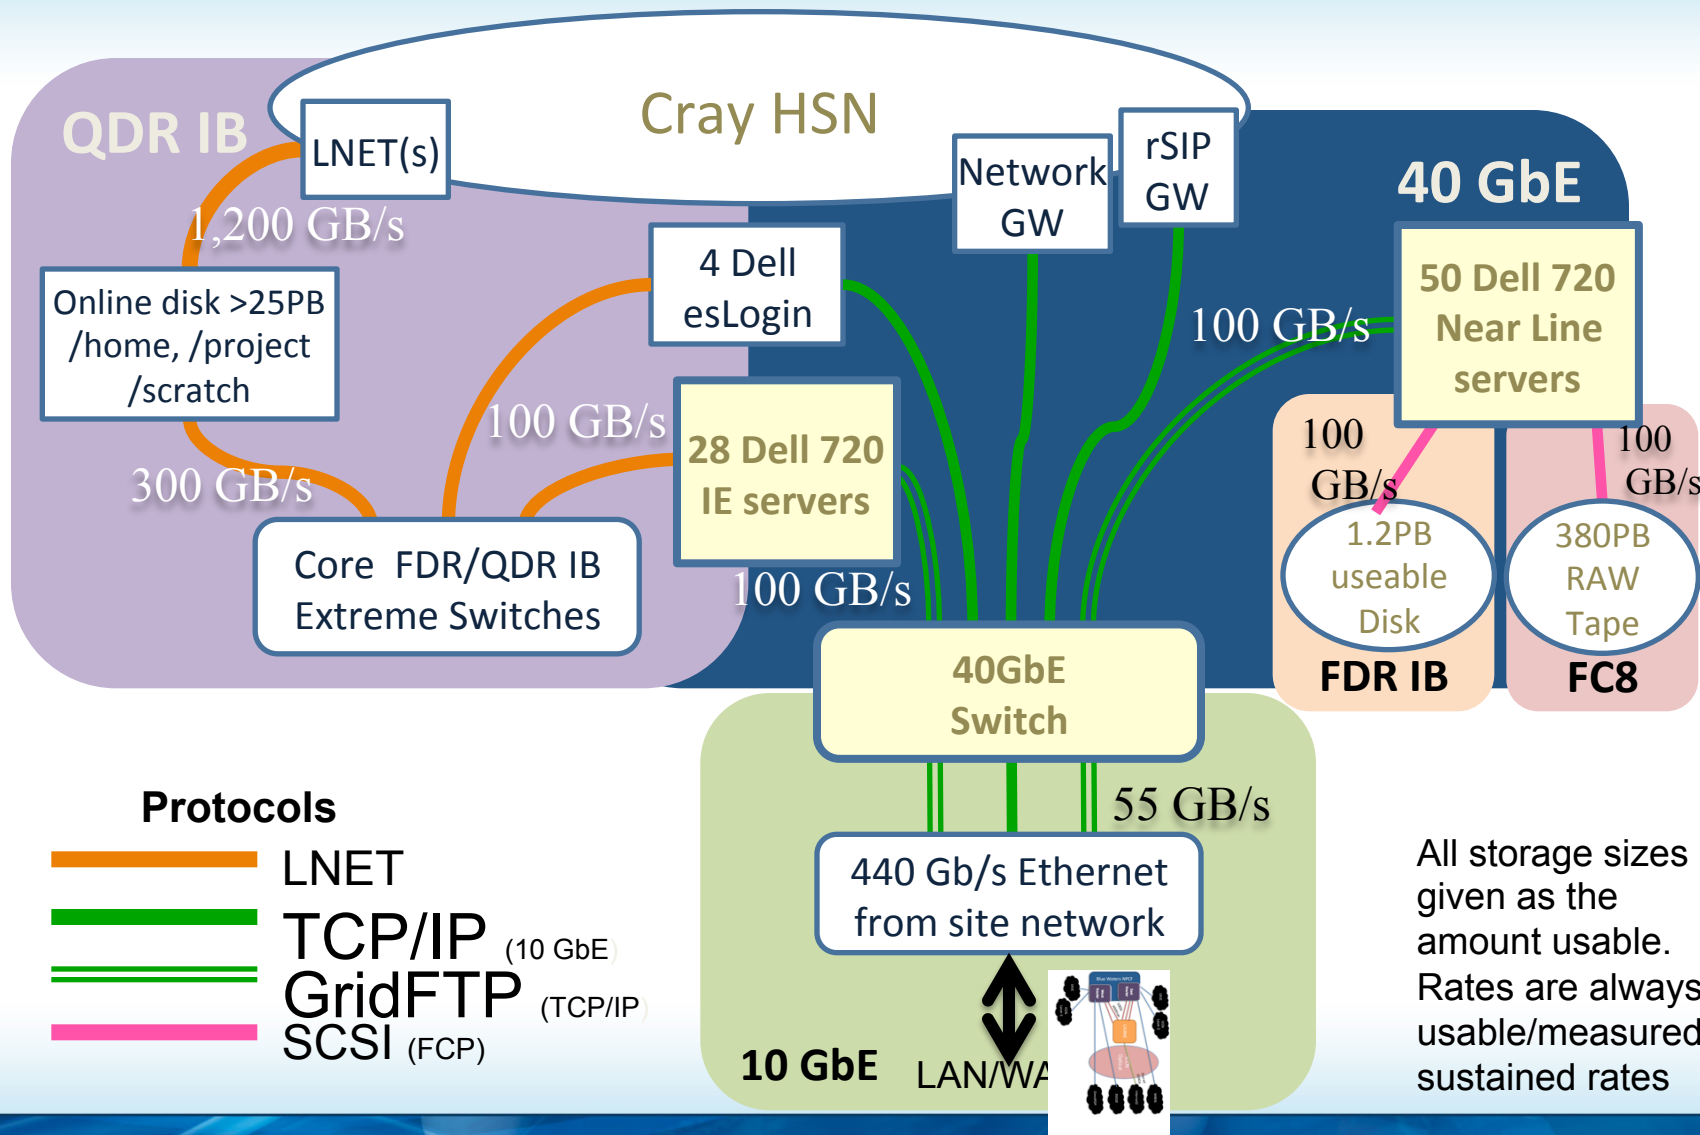 Cray HSN
QDR IB
LNET(s)
1,200 GB/s
Online disk >25PB
/home, /project
/scratch
300 GB/s
Core FDR/QDR IB
Extreme Switches
4 Dell
esLogin
100 GB/s
28 Dell 720
IE servers
100 GB/s
Network
GW
rSIP
GW
40 GbE
100 GB/s
50 Dell 720
Near Line
servers
100
GB/s
1.2PB
useable
Disk
FDR IB
100
GB/s
380PB
RAW
Tape
FC8
40GbE
Switch
55 GB/s
440 Gb/s Ethernet
from site network
10 GbE
LAN/WA
Protocols
LNET
TCP/IP (10 GbE)
GridFTP (TCP/IP)
SCSI (FCP)
All storage sizes
given as the
amount usable.
Rates are always
usable/measured
sustained rates